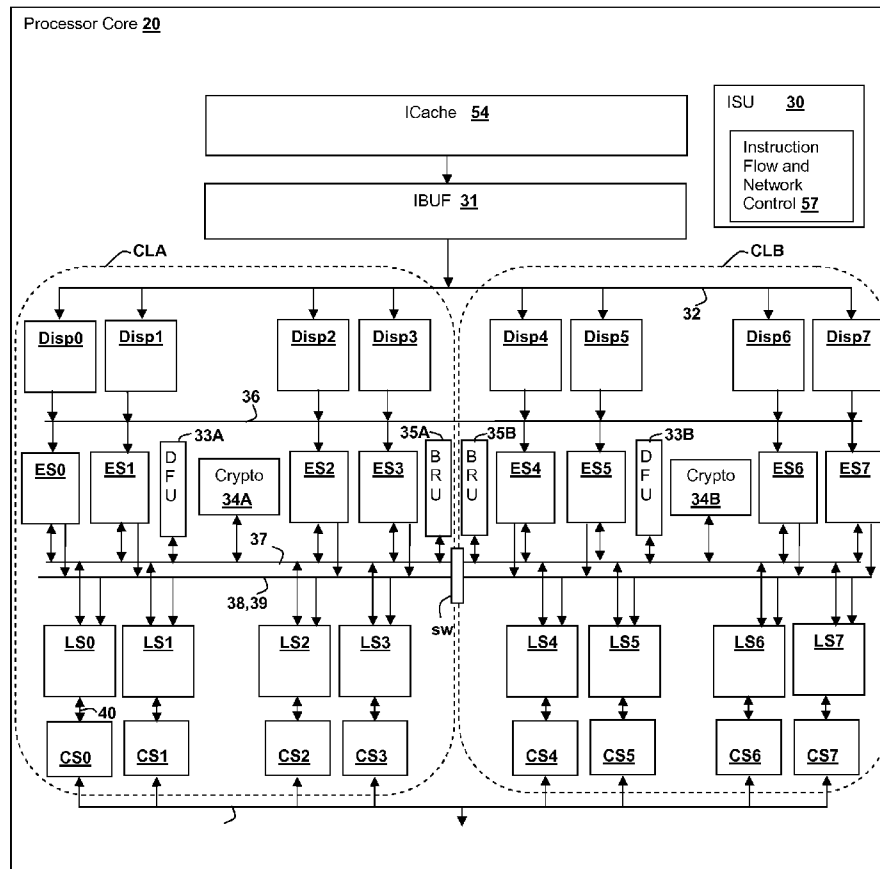 Processor Core 20
ICache 54
ISU 30
Instruction
Flow and
Network
Control 57
IBUF 31
CLA
CLB
32
Disp0 Disp1 Disp2 Disp3 Disp4 Disp5 Disp6 Disp7
36
33A
35A
35B
33B
ES0 ES1 DFU Crypto 34A ES2 ES3 BRU BRU ES4 ES5 DFU Crypto 34B ES6 ES7
37
38,39
sw
LS0 LS1 LS2 LS3 LS4 LS5 LS6 LS7
40
CS0 CS1 CS2 CS3 CS4 CS5 CS6 CS7